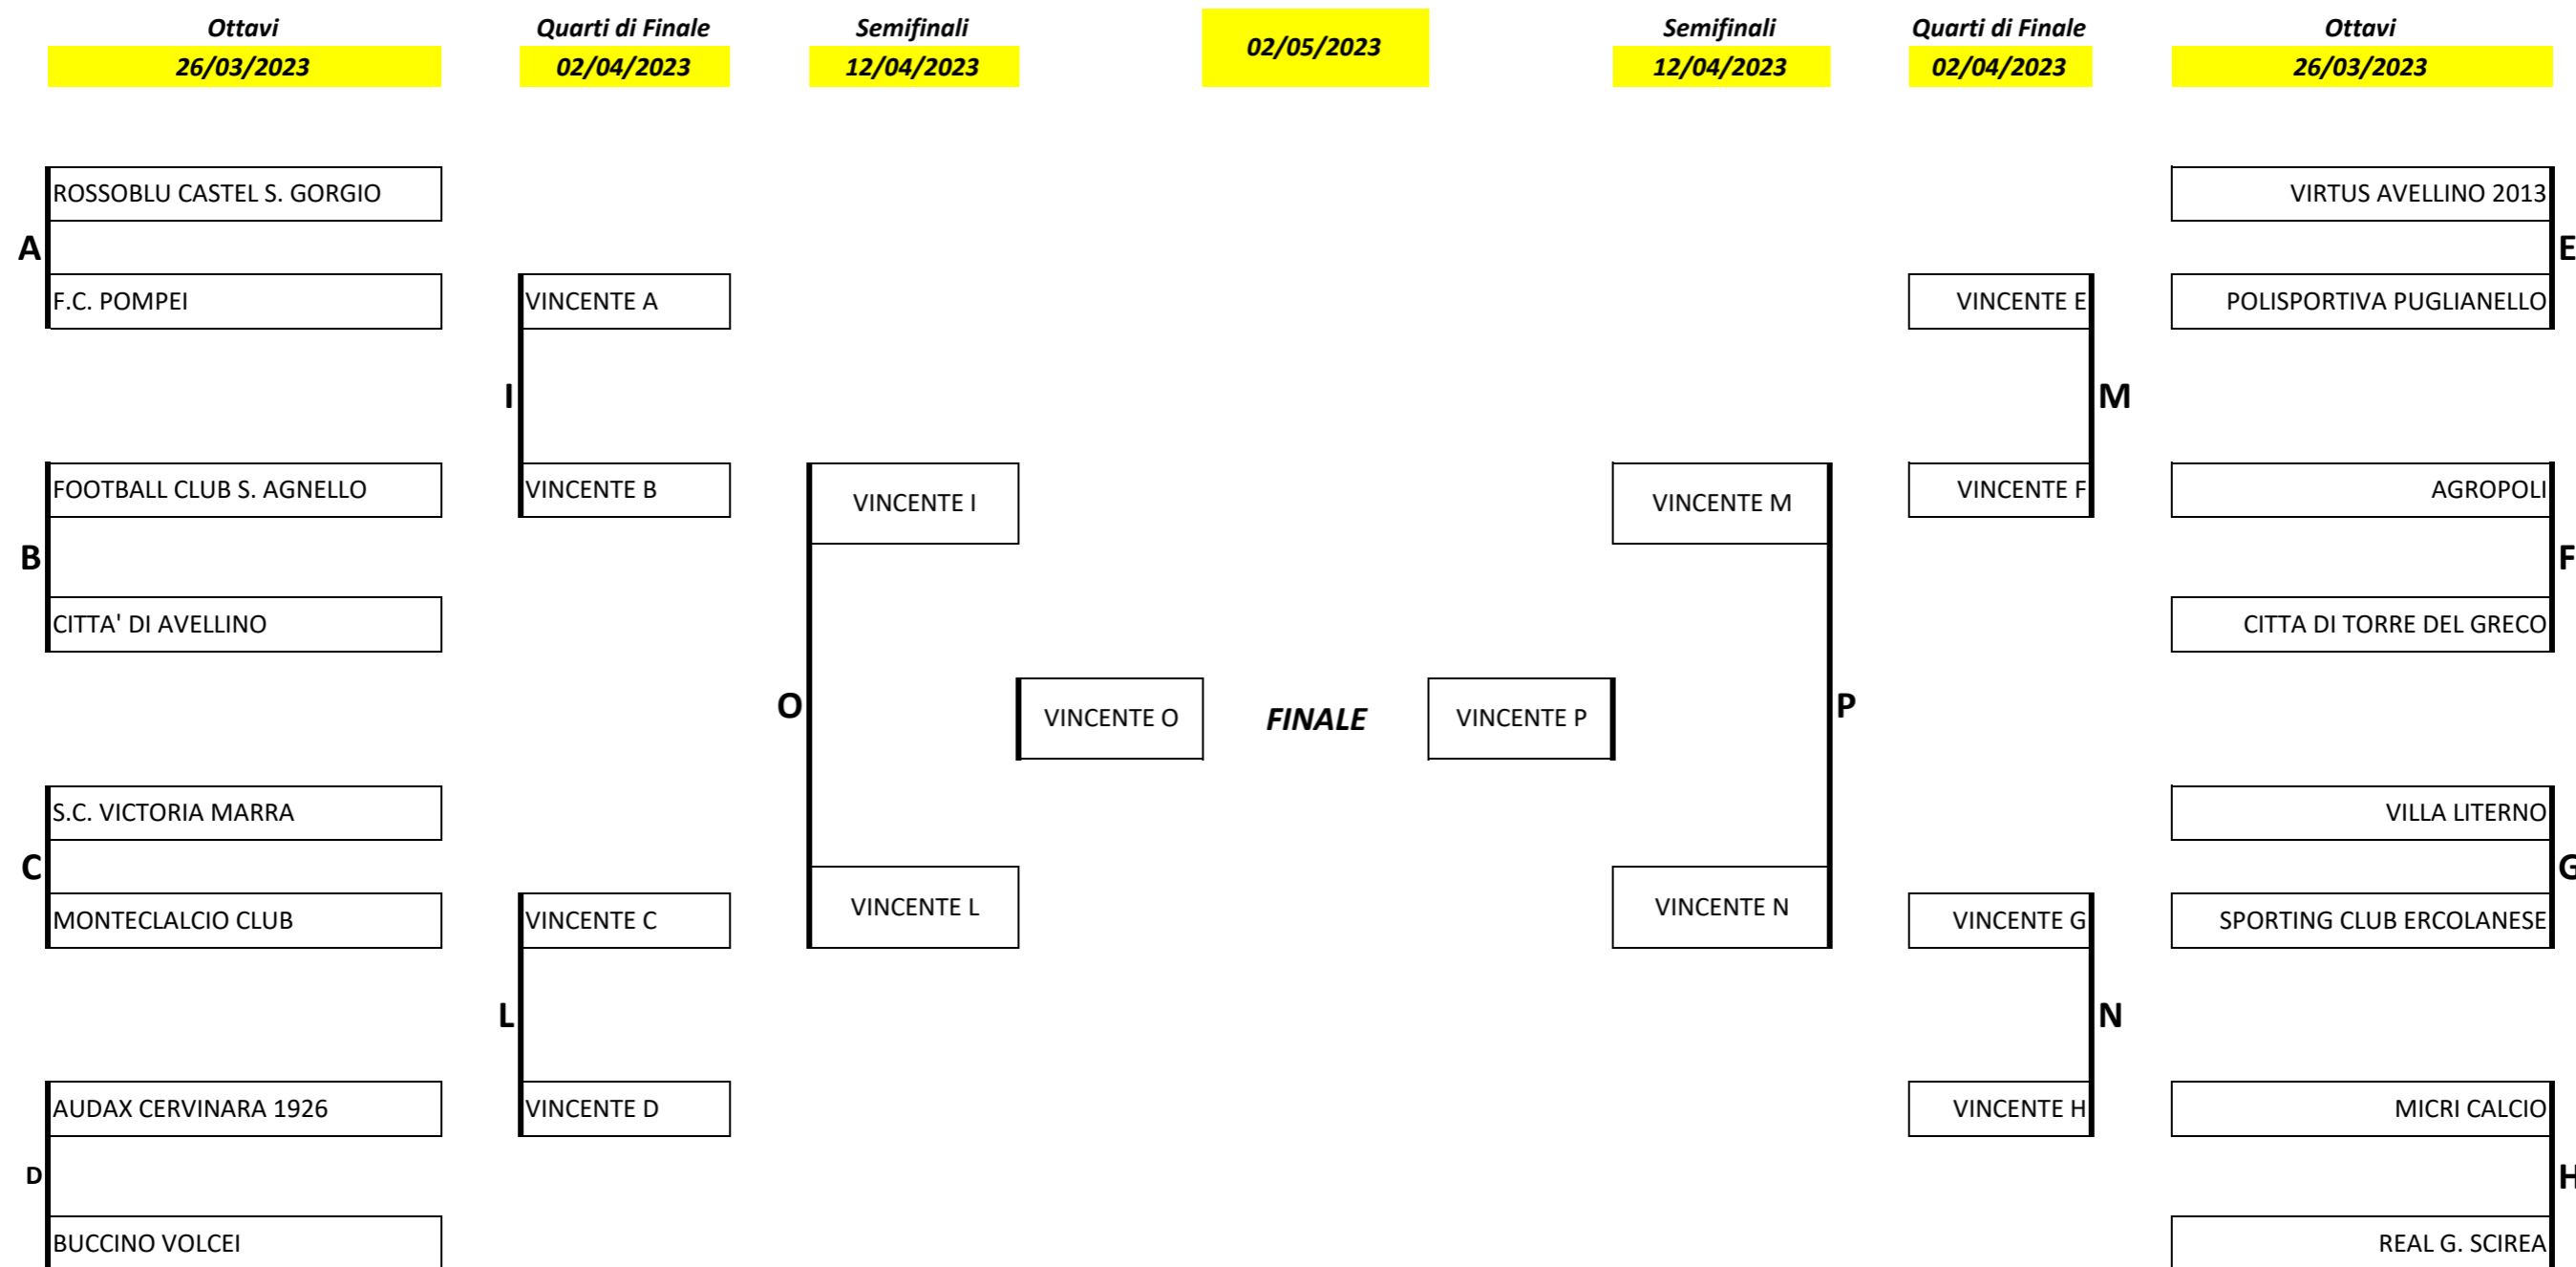 Ottavi
Quarti di Finale
Semifinali
02/05/2023
Semifinali
Quarti di Finale
Ottavi
26/03/2023
02/04/2023
12/04/2023
12/04/2023
02/04/2023
26/03/2023
ROSSOBLU CASTEL S. GORGIO
VIRTUS AVELLINO 2013
A
E
F.C. POMPEI
VINCENTE A
VINCENTE E
POLISPORTIVA PUGLIANELLO
I
M
FOOTBALL CLUB S. AGNELLO
VINCENTE B
VINCENTE I
VINCENTE M
VINCENTE F
AGROPOLI
B
F
CITTA' DI AVELLINO
CITTA DI TORRE DEL GRECO
O
VINCENTE O
FINALE
VINCENTE P
P
S.C. VICTORIA MARRA
VILLA LITERNO
C
G
MONTECLALCIO CLUB
VINCENTE C
VINCENTE L
VINCENTE N
VINCENTE G
SPORTING CLUB ERCOLANESE
L
N
AUDAX CERVINARA 1926
VINCENTE D
VINCENTE H
MICRI CALCIO
D
H
BUCCINO VOLCEI
REAL G. SCIREA